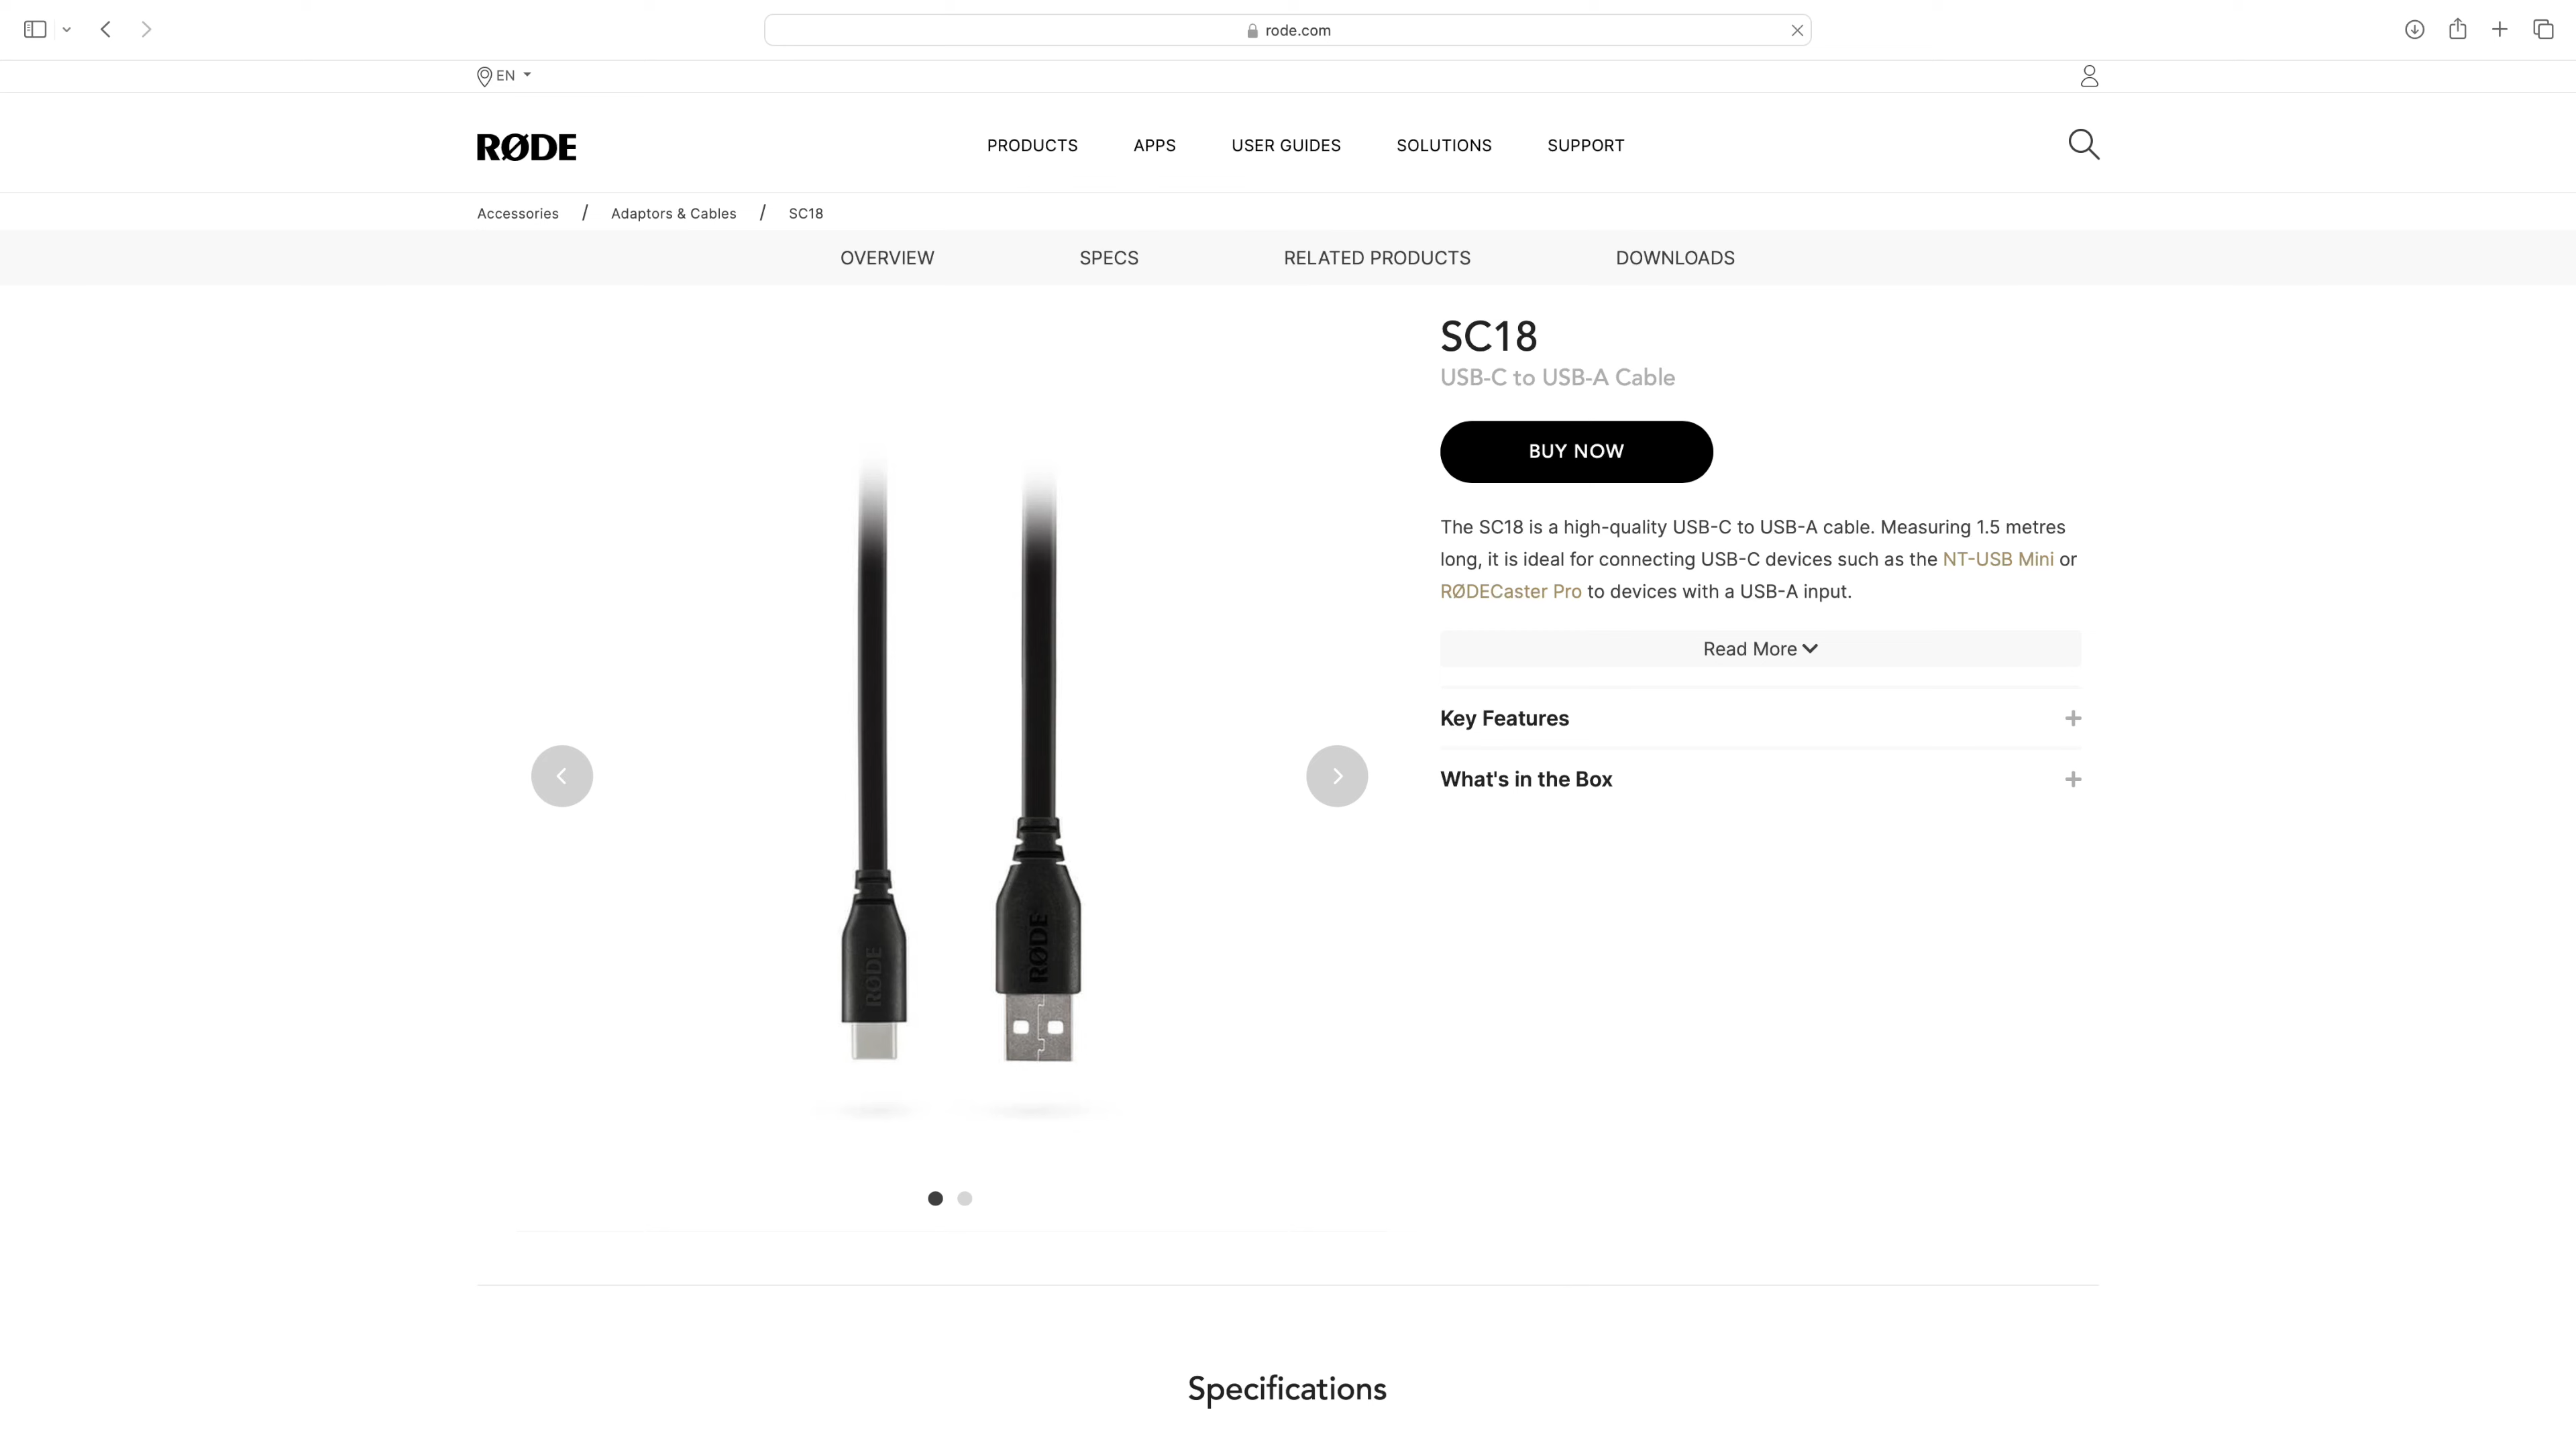 rode.com
EN
RØDE
PRODUCTS APPS USER GUIDES SOLUTIONS SUPPORT
Accessories / Adaptors & Cables / SC18
OVERVIEW SPECS RELATED PRODUCTS DOWNLOADS
SC18
USB-C to USB-A Cable
BUY NOW
The SC18 is a high-quality USB-C to USB-A cable. Measuring 1.5 metres
long, it is ideal for connecting USB-C devices such as the NT-USB Mini or
RØDECaster Pro to devices with a USB-A input.
Read More
Key Features
What's in the Box
RØDE
RØDE
Specifications